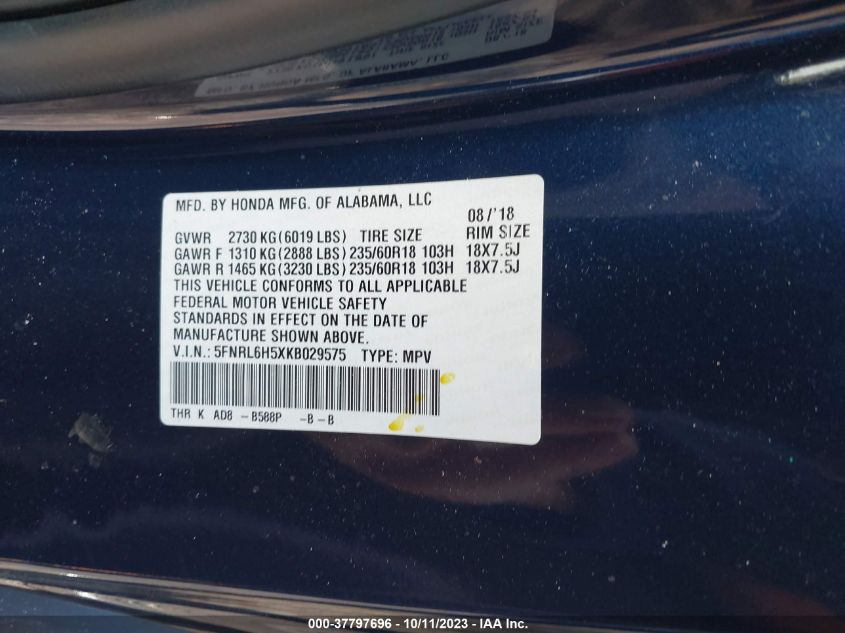 MFD. BY HONDA MFG. OF ALABAMA, LLC
08/'18
GVWR 2730 KG(6019 LBS) TIRE SIZE RIM SIZE
GAWR F 1310 KG(2888 LBS) 235/60R18 103H 18X7.5J
GAWR R 1465 KG(3230 LBS) 235/60R18 103H 18X7.5J
THIS VEHICLE CONFORMS TO ALL APPLICABLE
FEDERAL MOTOR VEHICLE SAFETY
STANDARDS IN EFFECT ON THE DATE OF
MANUFACTURE SHOWN ABOVE.
V.I.N.: 5FNRL6H5XKB029575 TYPE: MPV
THR K AD8 -B588P -B-B
000-37797696 - 10/11/2023 - IAA Inc.